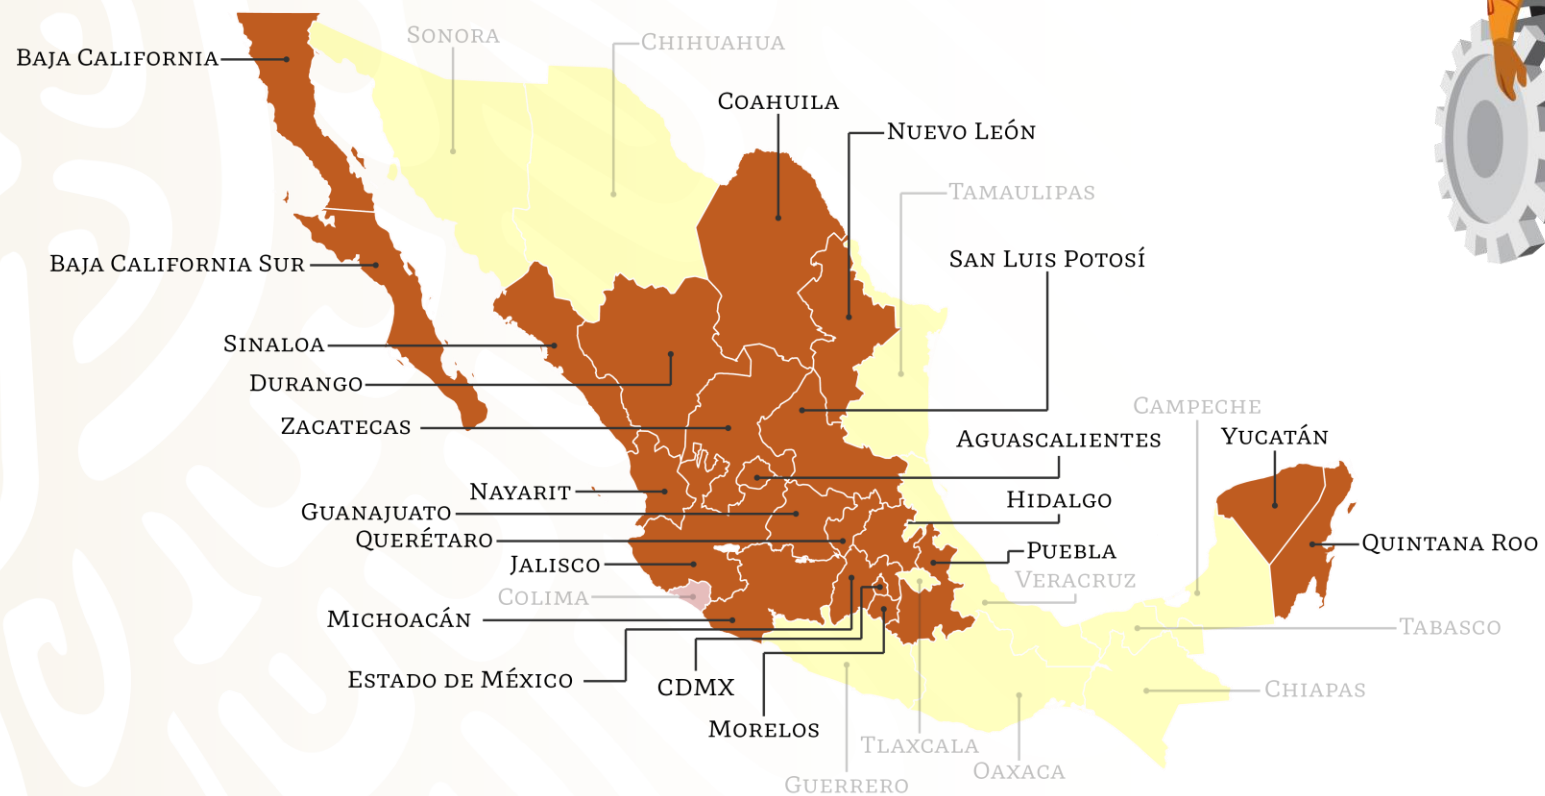 Sonora
Chihuahua
Baja California
Coahuila
Nuevo León
Tamaulipas
San Luis Potosí
Baja California Sur
Sinaloa
Durango
Campeche
Zacatecas
Yucatán
Aguascalientes
Nayarit
Hidalgo
Guanajuato
Querétaro
Quintana Roo
Puebla
Jalisco
Veracruz
Colima
Michoacán
Tabasco
Estado de México
CDMX
Chiapas
Morelos
Tlaxcala
Oaxaca
Guerrero